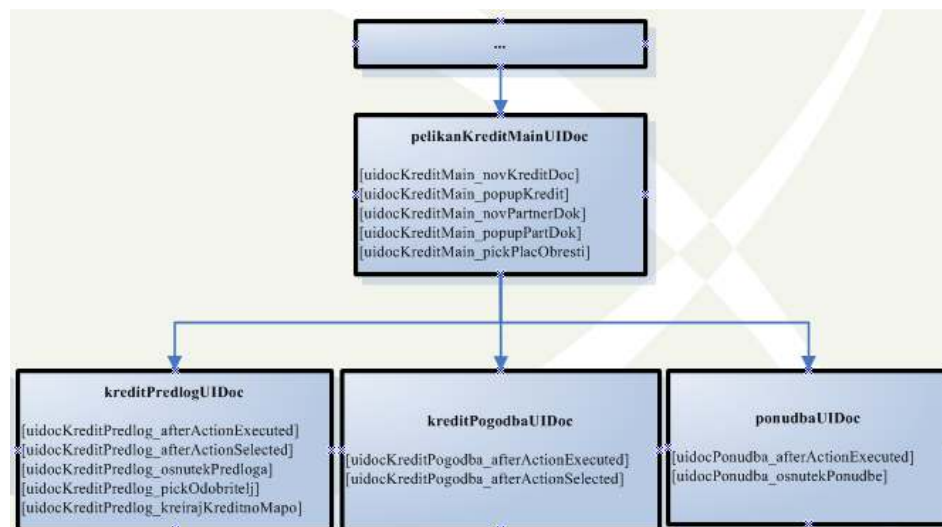 ...
pelikanKreditMainUIDoc
[uidocKreditMain_novKreditDoc]
[uidocKreditMain_popupKredit]
[uidocKreditMain_novPartnerDok]
[uidocKreditMain_popupPartDok]
[uidocKreditMain_pickPlacObresti]
kreditPredlogUIDoc
[uidocKreditPredlog_afterActionExecuted]
[uidocKreditPredlog_afterActionSelected]
[uidocKreditPredlog_osnutekPredloga]
[uidocKreditPredlog_pickOdobritelj]
[uidocKreditPredlog_kreirajKreditnoMapo]
kreditPogodbaUIDoc
[uidocKreditPogodba_afterActionExecuted]
[uidocKreditPogodba_afterActionSelected]
ponudbaUIDoc
[uidocPonudba_afterActionExecuted]
[uidocPonudba_osnutekPonudbe]